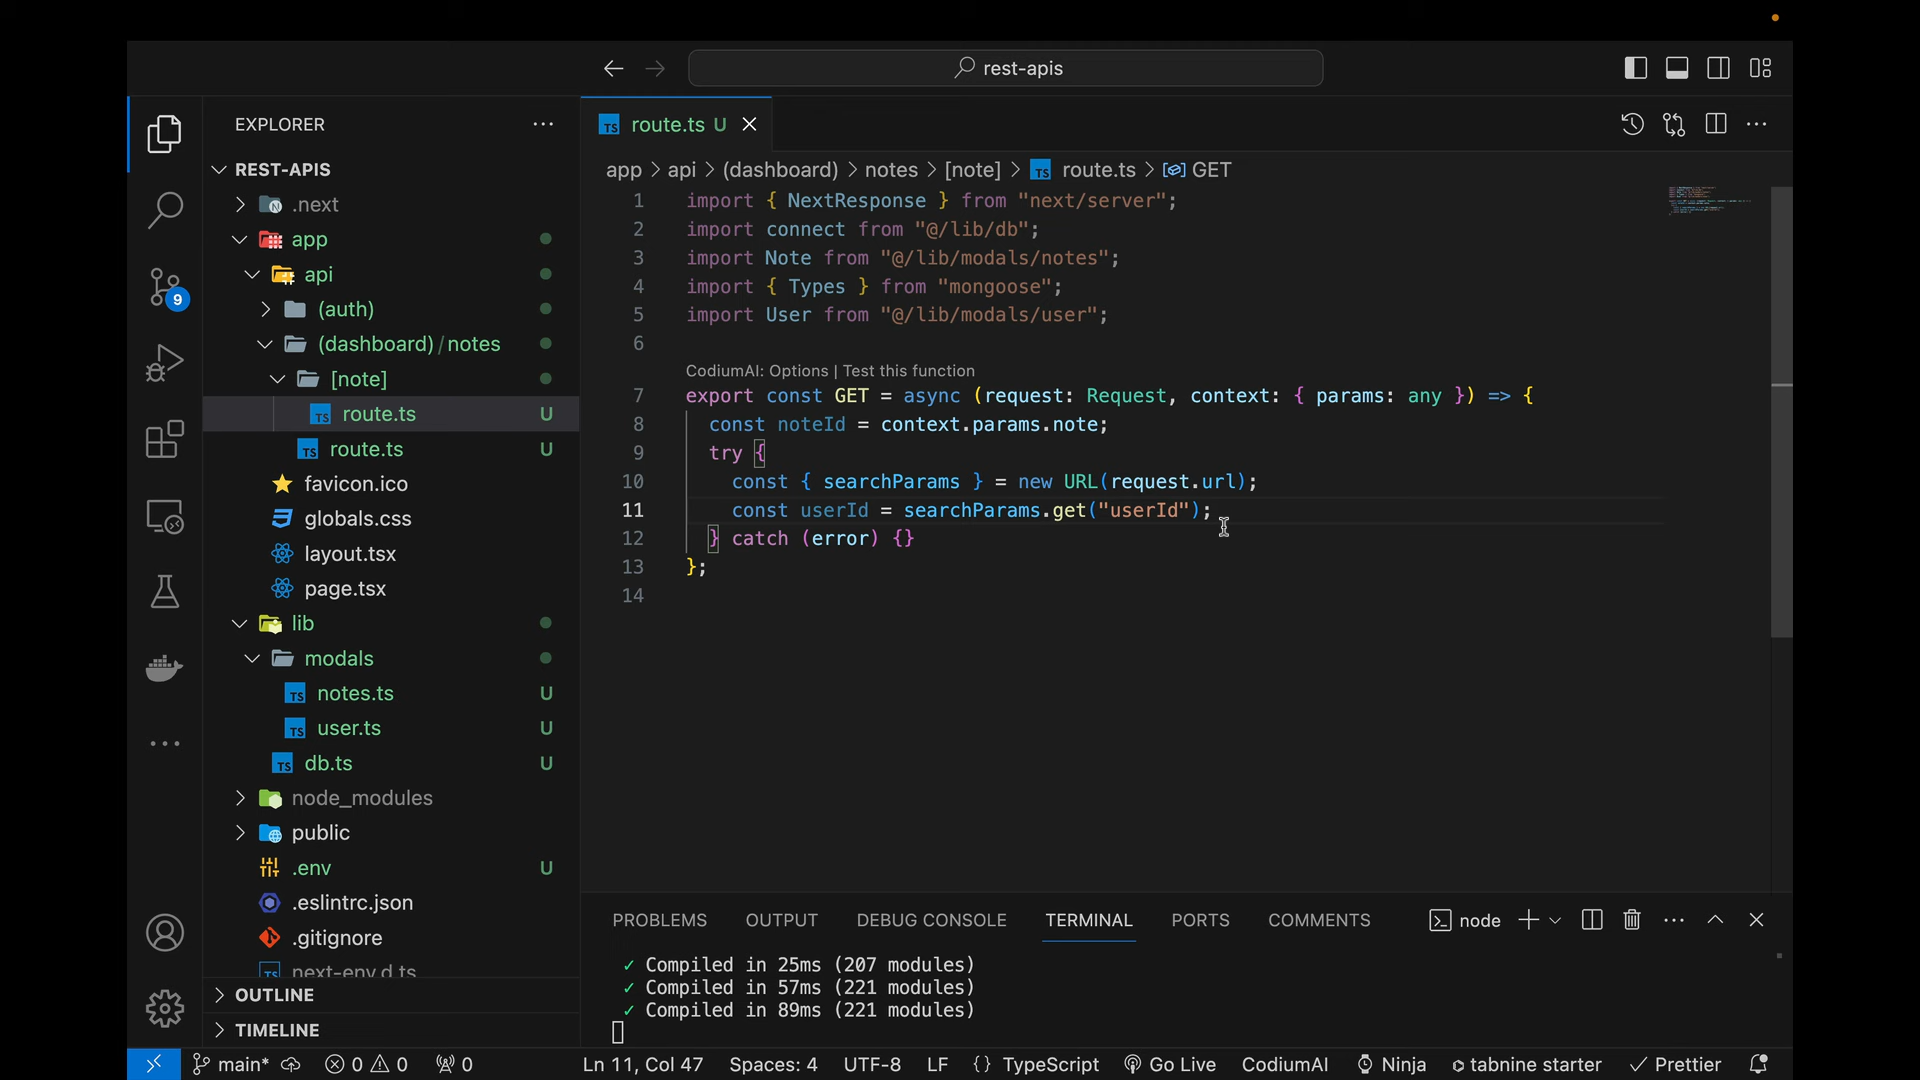 rest-apis
EXPLORER
REST-APIS
.next
app
api
(auth)
(dashboard)/notes
[note]
route.ts U
route.ts U
favicon.ico
globals.css
layout.tsx
page.tsx
lib
modals
notes.ts U
user.ts U
db.ts U
node_modules
public
.env U
.eslintrc.json
.gitignore
next-env.d.ts
OUTLINE
TIMELINE
9
route.ts U
app > api > (dashboard) > notes > [note] > route.ts > GET
1 import { NextResponse } from "next/server";
2 import connect from "@/lib/db";
3 import Note from "@/lib/modals/notes";
4 import { Types } from "mongoose";
5 import User from "@/lib/modals/user";
6
CodiumAI: Options | Test this function
7 export const GET = async (request: Request, context: { params: any }) => {
8 const noteId = context.params.note;
9 try {
10 const { searchParams } = new URL(request.url);
11 const userId = searchParams.get("userId");
12 } catch (error) {}
13 };
14
PROBLEMS OUTPUT DEBUG CONSOLE TERMINAL PORTS COMMENTS node
✓ Compiled in 25ms (207 modules)
✓ Compiled in 57ms (221 modules)
✓ Compiled in 89ms (221 modules)
main* 0 0 0 Ln 11, Col 47 Spaces: 4 UTF-8 LF {} TypeScript Go Live CodiumAI Ninja tabnine starter Prettier